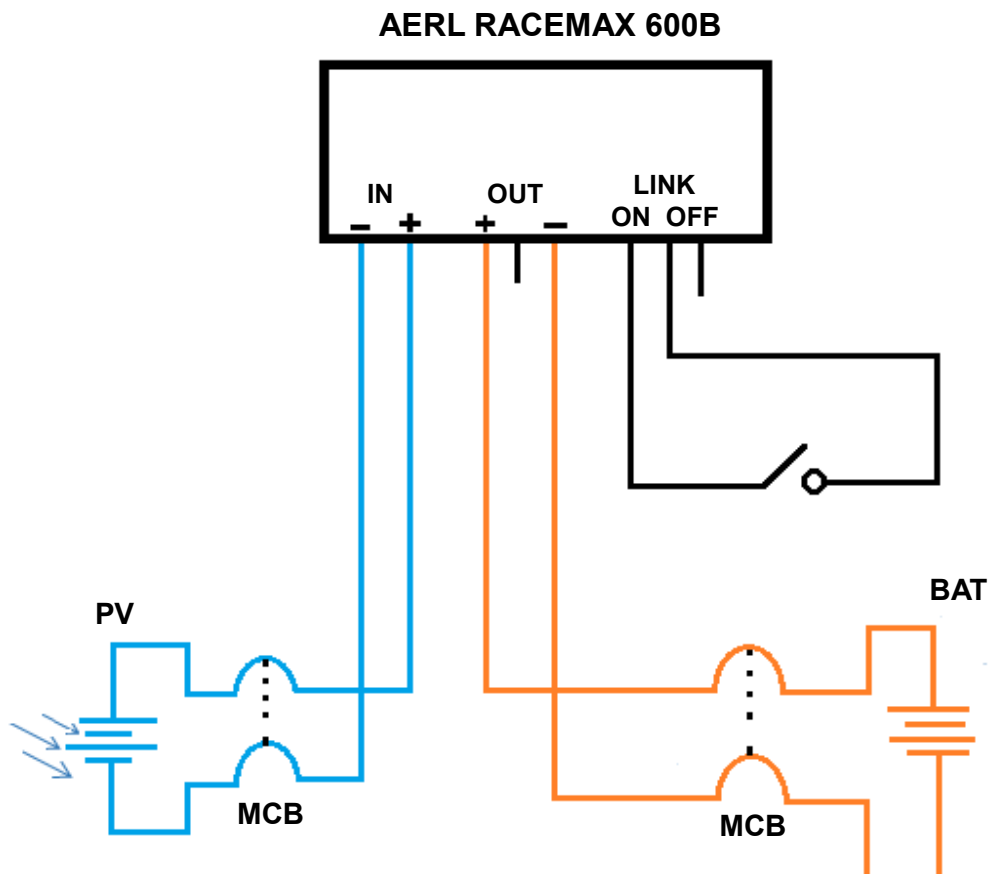 AERL RACEMAX 600B
IN OUT LINK
ON OFF
– + + –
PV
BAT
MCB
MCB